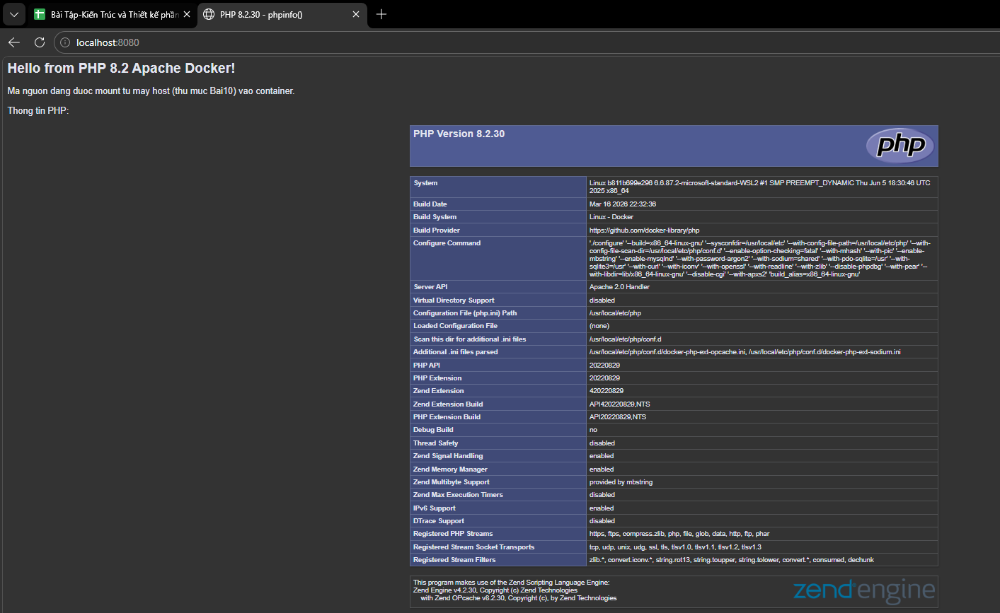 Bài Tập-Kiến Trúc và Thiết kế phần
PHP 8.2.30 - phpinfo()
localhost:8080
Hello from PHP 8.2 Apache Docker!
Ma nguon dang duoc mount tu may host (thu muc Bai10) vao container.
Thong tin PHP:
PHP Version 8.2.30
php
System
Linux b811b699e296 6.6.87.2-microsoft-standard-WSL2 #1 SMP PREEMPT_DYNAMIC Thu Jun 5 18:30:46 UTC
2025 x86_64
Build Date
Mar 16 2026 22:32:36
Build System
Linux - Docker
Build Provider
https://github.com/docker-library/php
Configure Command
'./configure' '--build=x86_64-linux-gnu' '--sysconfdir=/usr/local/etc' '--with-config-file-path=/usr/local/etc/php' '--with-
config-file-scan-dir=/usr/local/etc/php/conf.d' '--enable-option-checking=fatal' '--with-mhash' '--with-pic' '--enable-
mbstring' '--enable-mysqlnd' '--with-password-argon2' '--with-sodium=shared' '--with-pdo-sqlite=/usr' '--with-
sqlite3=/usr' '--with-curl' '--with-iconv' '--with-openssl' '--with-readline' '--with-zlib' '--disable-phpdbg' '--with-pear' '--
with-libdir=lib/x86_64-linux-gnu' '--disable-cgi' '--with-apxs2' 'build_alias=x86_64-linux-gnu'
Server API
Apache 2.0 Handler
Virtual Directory Support
disabled
Configuration File (php.ini) Path
/usr/local/etc/php
Loaded Configuration File
(none)
Scan this dir for additional .ini files
/usr/local/etc/php/conf.d
Additional .ini files parsed
/usr/local/etc/php/conf.d/docker-php-ext-opcache.ini, /usr/local/etc/php/conf.d/docker-php-ext-sodium.ini
PHP API
20220829
PHP Extension
20220829
Zend Extension
420220829
Zend Extension Build
API420220829,NTS
PHP Extension Build
API20220829,NTS
Debug Build
no
Thread Safety
disabled
Zend Signal Handling
enabled
Zend Memory Manager
enabled
Zend Multibyte Support
provided by mbstring
Zend Max Execution Timers
disabled
IPv6 Support
enabled
DTrace Support
disabled
Registered PHP Streams
https, ftps, compress.zlib, php, file, glob, data, http, ftp, phar
Registered Stream Socket Transports
tcp, udp, unix, udg, ssl, tls, tlsv1.0, tlsv1.1, tlsv1.2, tlsv1.3
Registered Stream Filters
zlib.*, convert.iconv.*, string.rot13, string.toupper, string.tolower, convert.*, consumed, dechunk
This program makes use of the Zend Scripting Language Engine:
Zend Engine v4.2.30, Copyright (c) Zend Technologies
with Zend OPcache v8.2.30, Copyright (c), by Zend Technologies
zend engine